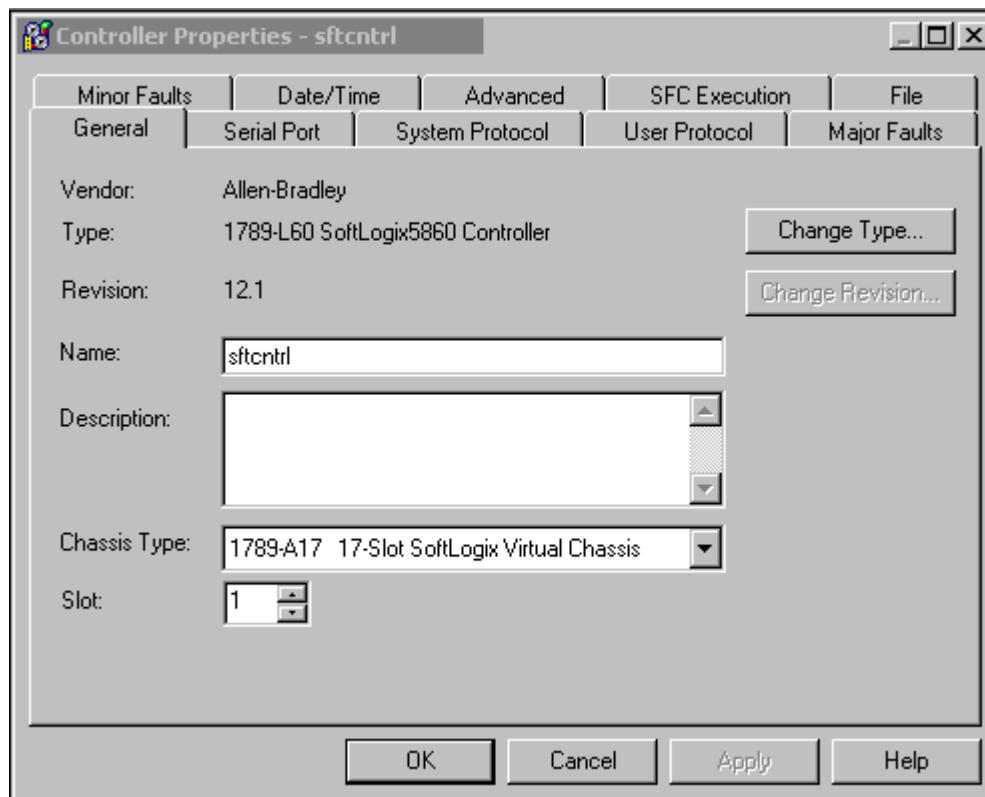 Controller Properties - sftcntrl
Minor Faults Date/Time Advanced SFC Execution File
General Serial Port System Protocol User Protocol Major Faults
Vendor: Allen-Bradley
Type: 1789-L60 SoftLogix5860 Controller Change Type...
Revision: 12.1 Change Revision...
Name: sftcntrl
Description:
Chassis Type: 1789-A17 17-Slot SoftLogix Virtual Chassis
Slot: 1
OK Cancel Apply Help